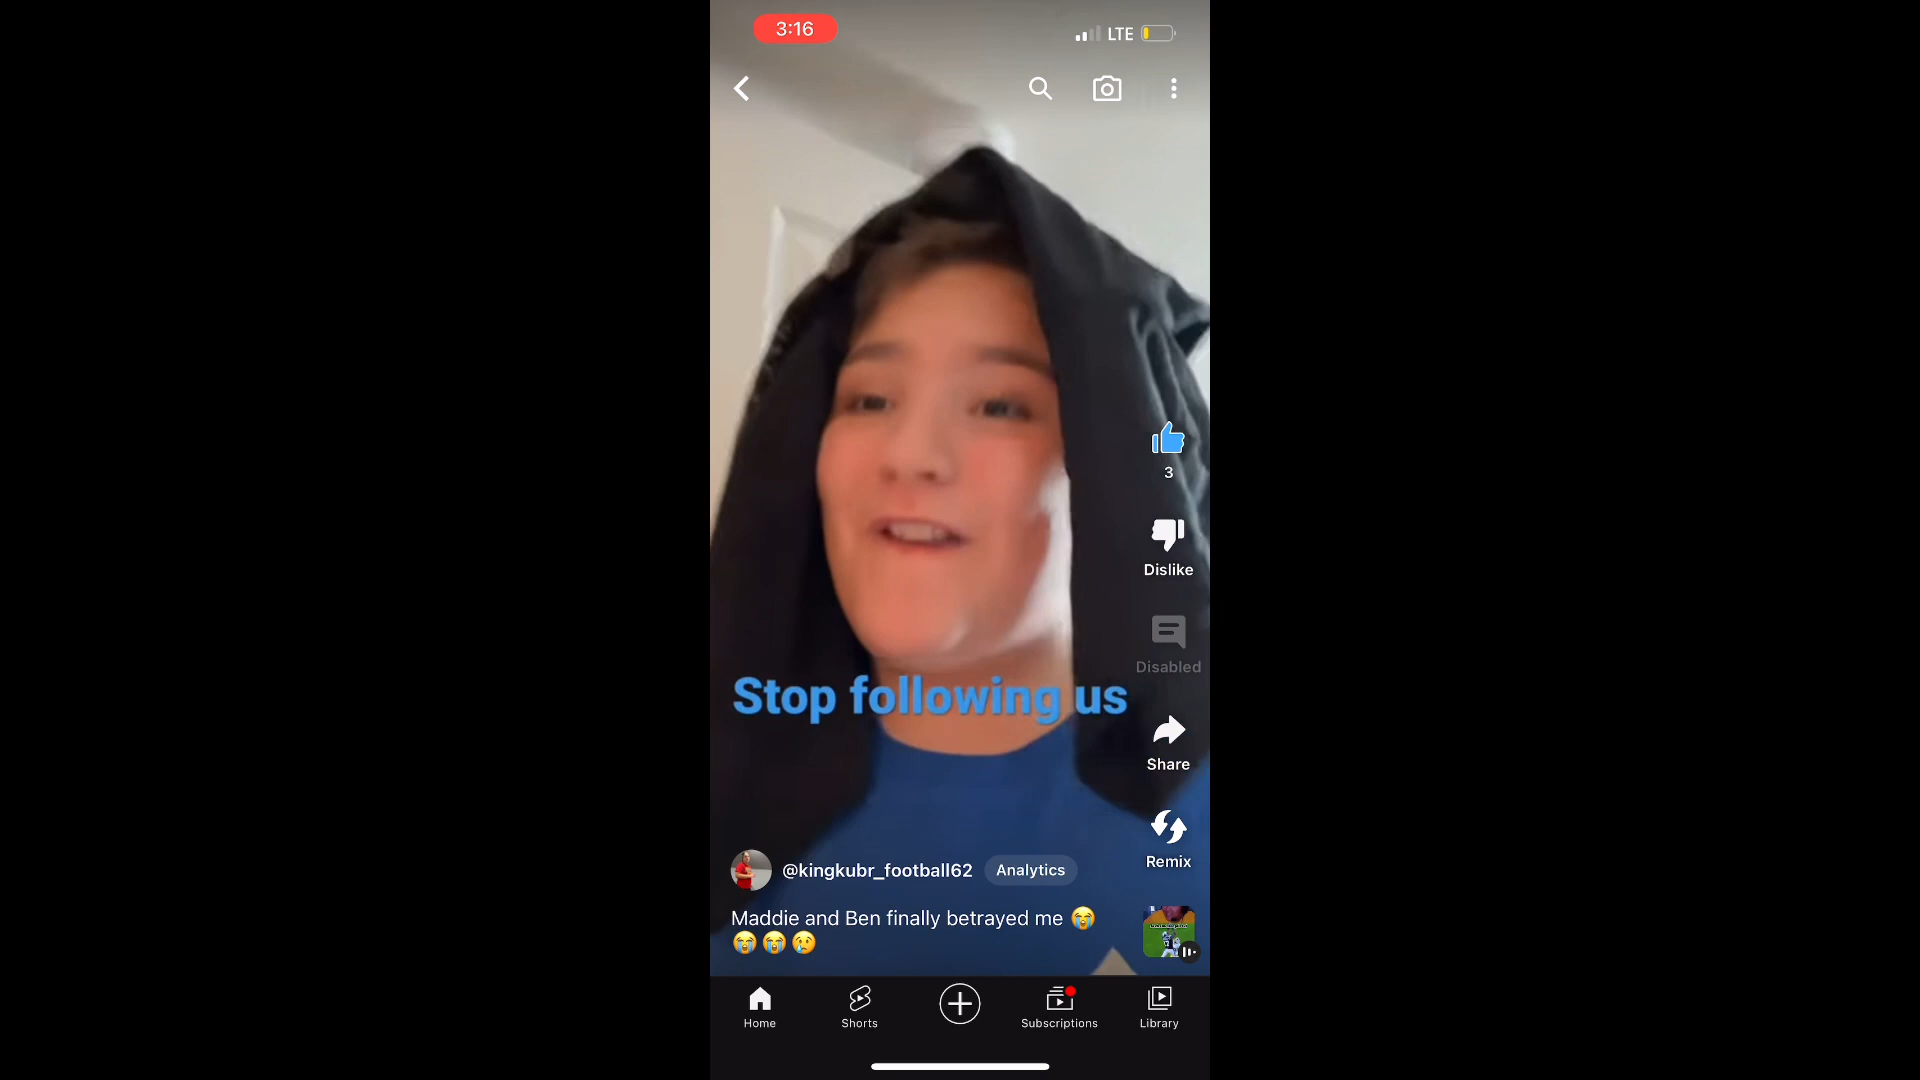 3:16
LTE
3
Dislike
Disabled
Stop following us
Share
Remix
@kingkubr_football62 Analytics
Maddie and Ben finally betrayed me 😭
😭😭😢
Home
Shorts
Subscriptions
Library